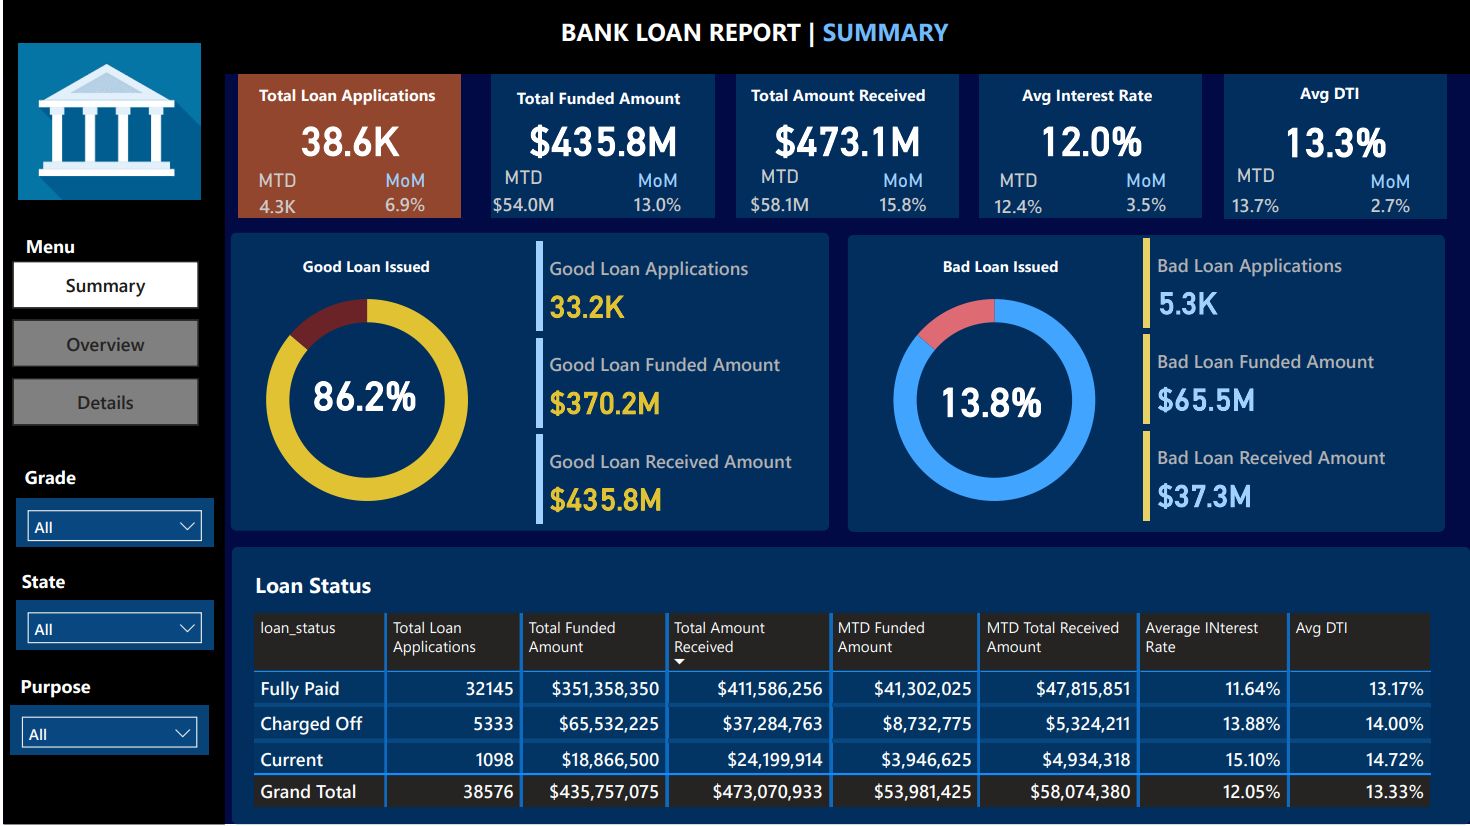 BANK LOAN REPORT | SUMMARY
Total Loan Applications
38.6K
MTD MoM
4.3K 6.9%
Total Funded Amount
$435.8M
MTD MoM
$54.0M 13.0%
Total Amount Received
$473.1M
MTD MoM
$58.1M 15.8%
Avg Interest Rate
12.0%
MTD MoM
12.4% 3.5%
Avg DTI
13.3%
MTD MoM
13.7% 2.7%
Menu
Summary
Overview
Details
Grade
All
State
All
Purpose
All
Good Loan Issued
86.2%
Good Loan Applications
33.2K
Good Loan Funded Amount
$370.2M
Good Loan Received Amount
$435.8M
Bad Loan Issued
13.8%
Bad Loan Applications
5.3K
Bad Loan Funded Amount
$65.5M
Bad Loan Received Amount
$37.3M
Loan Status
loan_status Total Loan Total Funded Total Amount MTD Funded MTD Total Received Average INterest Avg DTI
Applications Amount Received Amount Amount Rate
Fully Paid 32145 $351,358,350 $411,586,256 $41,302,025 $47,815,851 11.64% 13.17%
Charged Off 5333 $65,532,225 $37,284,763 $8,732,775 $5,324,211 13.88% 14.00%
Current 1098 $18,866,500 $24,199,914 $3,946,625 $4,934,318 15.10% 14.72%
Grand Total 38576 $435,757,075 $473,070,933 $53,981,425 $58,074,380 12.05% 13.33%